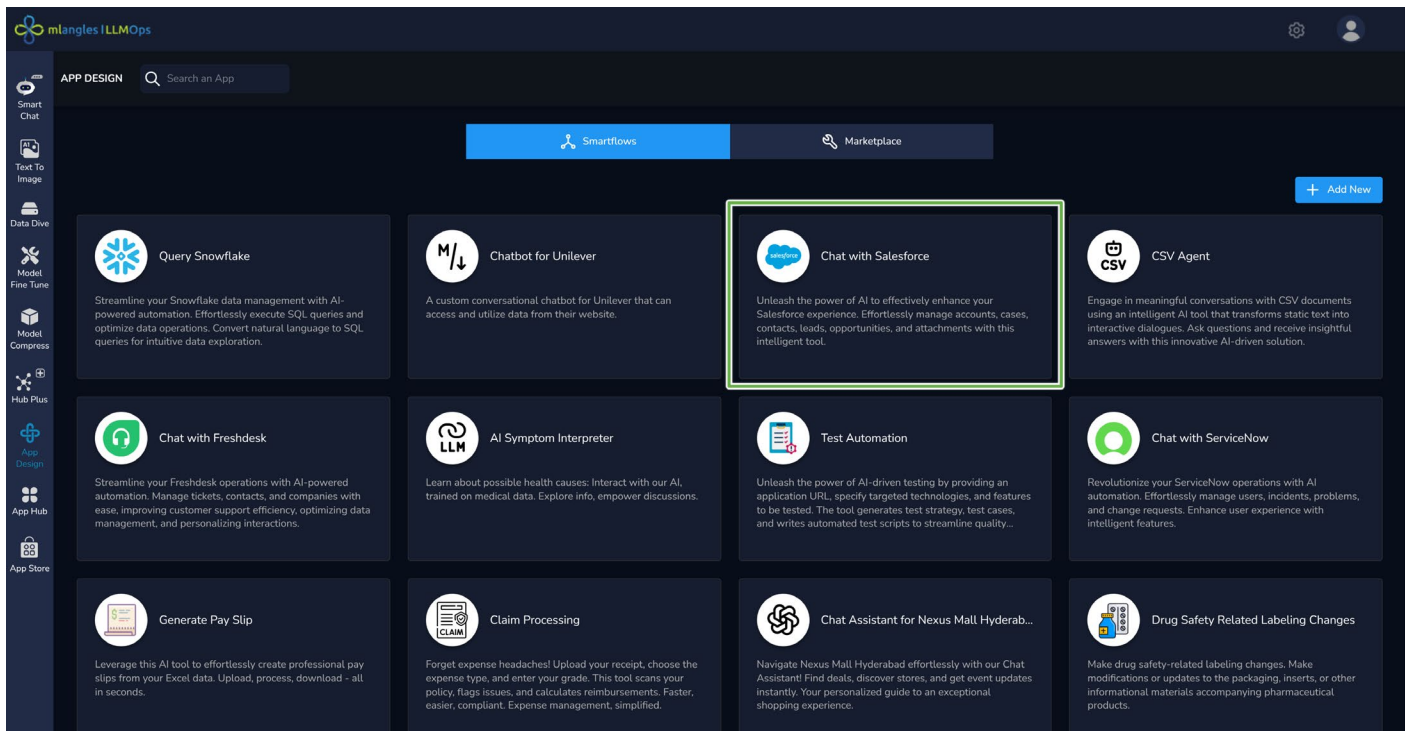 mlangles | LLMOps
APP DESIGN
Search an App
Smart
Chat
Text To
Image
Data Dive
Model
Fine Tune
Model
Compress
Hub Plus
App
Design
App Hub
App Store
Smartflows
Marketplace
+ Add New
Query Snowflake
Streamline your Snowflake data management with AI-
powered automation. Effortlessly execute SQL queries and
optimize data operations. Convert natural language to SQL
queries for intuitive data exploration.
M/↓
Chatbot for Unilever
A custom conversational chatbot for Unilever that can
access and utilize data from their website.
salesforce
Chat with Salesforce
Unleash the power of AI to effectively enhance your
Salesforce experience. Effortlessly manage accounts, cases,
contacts, leads, opportunities, and attachments with this
intelligent tool.
CSV
CSV Agent
Engage in meaningful conversations with CSV documents
using an intelligent AI tool that transforms static text into
interactive dialogues. Ask questions and receive insightful
answers with this innovative AI-driven solution.
Chat with Freshdesk
Streamline your Freshdesk operations with AI-powered
automation. Manage tickets, contacts, and companies with
ease, improving customer support efficiency, optimizing data
management, and personalizing interactions.
LLM
AI Symptom Interpreter
Learn about possible health causes: Interact with our AI,
trained on medical data. Explore info, empower discussions.
Test Automation
Unleash the power of AI-driven testing by providing an
application URL, specify targeted technologies, and features
to be tested. The tool generates test strategy, test cases,
and writes automated test scripts to streamline quality...
Chat with ServiceNow
Revolutionize your ServiceNow operations with AI
automation. Effortlessly manage users, incidents, problems,
and change requests. Enhance user experience with
intelligent features.
Generate Pay Slip
Leverage this AI tool to effortlessly create professional pay
slips from your Excel data. Upload, process, download - all
in seconds.
CLAIM
Claim Processing
Forget expense headaches! Upload your receipt, choose the
expense type, and enter your grade. This tool scans your
policy, flags issues, and calculates reimbursements. Faster,
easier, compliant. Expense management, simplified.
Chat Assistant for Nexus Mall Hyderab...
Navigate Nexus Mall Hyderabad effortlessly with our Chat
Assistant! Find deals, discover stores, and get event updates
instantly. Your personalized guide to an exceptional
shopping experience.
Drug Safety Related Labeling Changes
Make drug safety-related labeling changes. Make
modifications or updates to the packaging, inserts, or other
informational materials accompanying pharmaceutical
products.